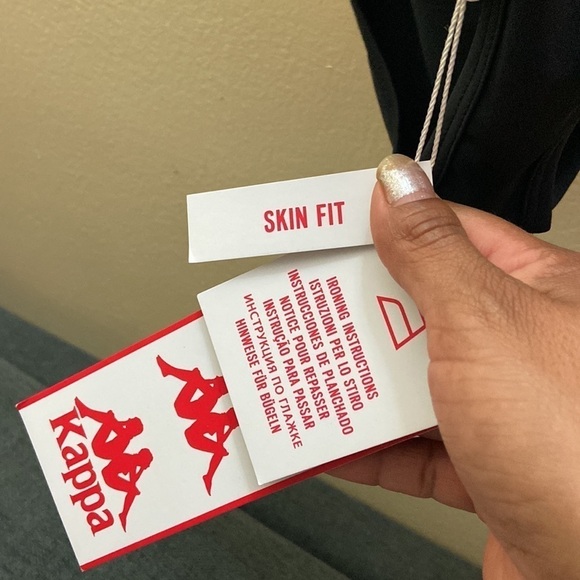 SKIN FIT
IRONING INSTRUCTIONS
ISTRUZIONI PER LO STIRO
INSTRUCCIONES DE PLANCHADO
NOTICE POUR REPASSER
INSTRUÇÃO PARA PASSAR
ИНСТРУКЦИЯ ПО ГЛАЖКЕ
HINWEISE FÜR BÜGELN
Kappa